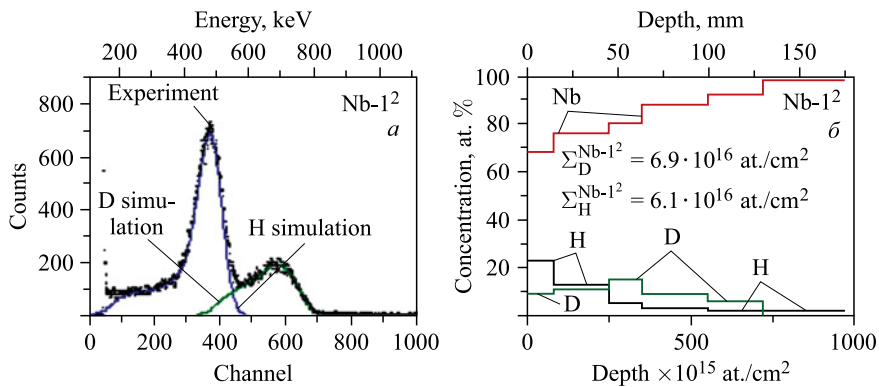 Energy, keV
200 400 600 800 1000
800
600
400
200
0
Counts
Experiment
Nb-1²
a
D simu-
lation
H simulation
0 200 400 600 800 1000
Channel
Depth, mm
0 50 100 150
100
80
60
40
20
Concentration, at. %
Nb
Nb-1²
б
Σ_D^{Nb-1²} = 6.9·10¹⁶ at./cm²
Σ_H^{Nb-1²} = 6.1·10¹⁶ at./cm²
H
D
H
D
0 500 1000
Depth ×10¹⁵ at./cm²